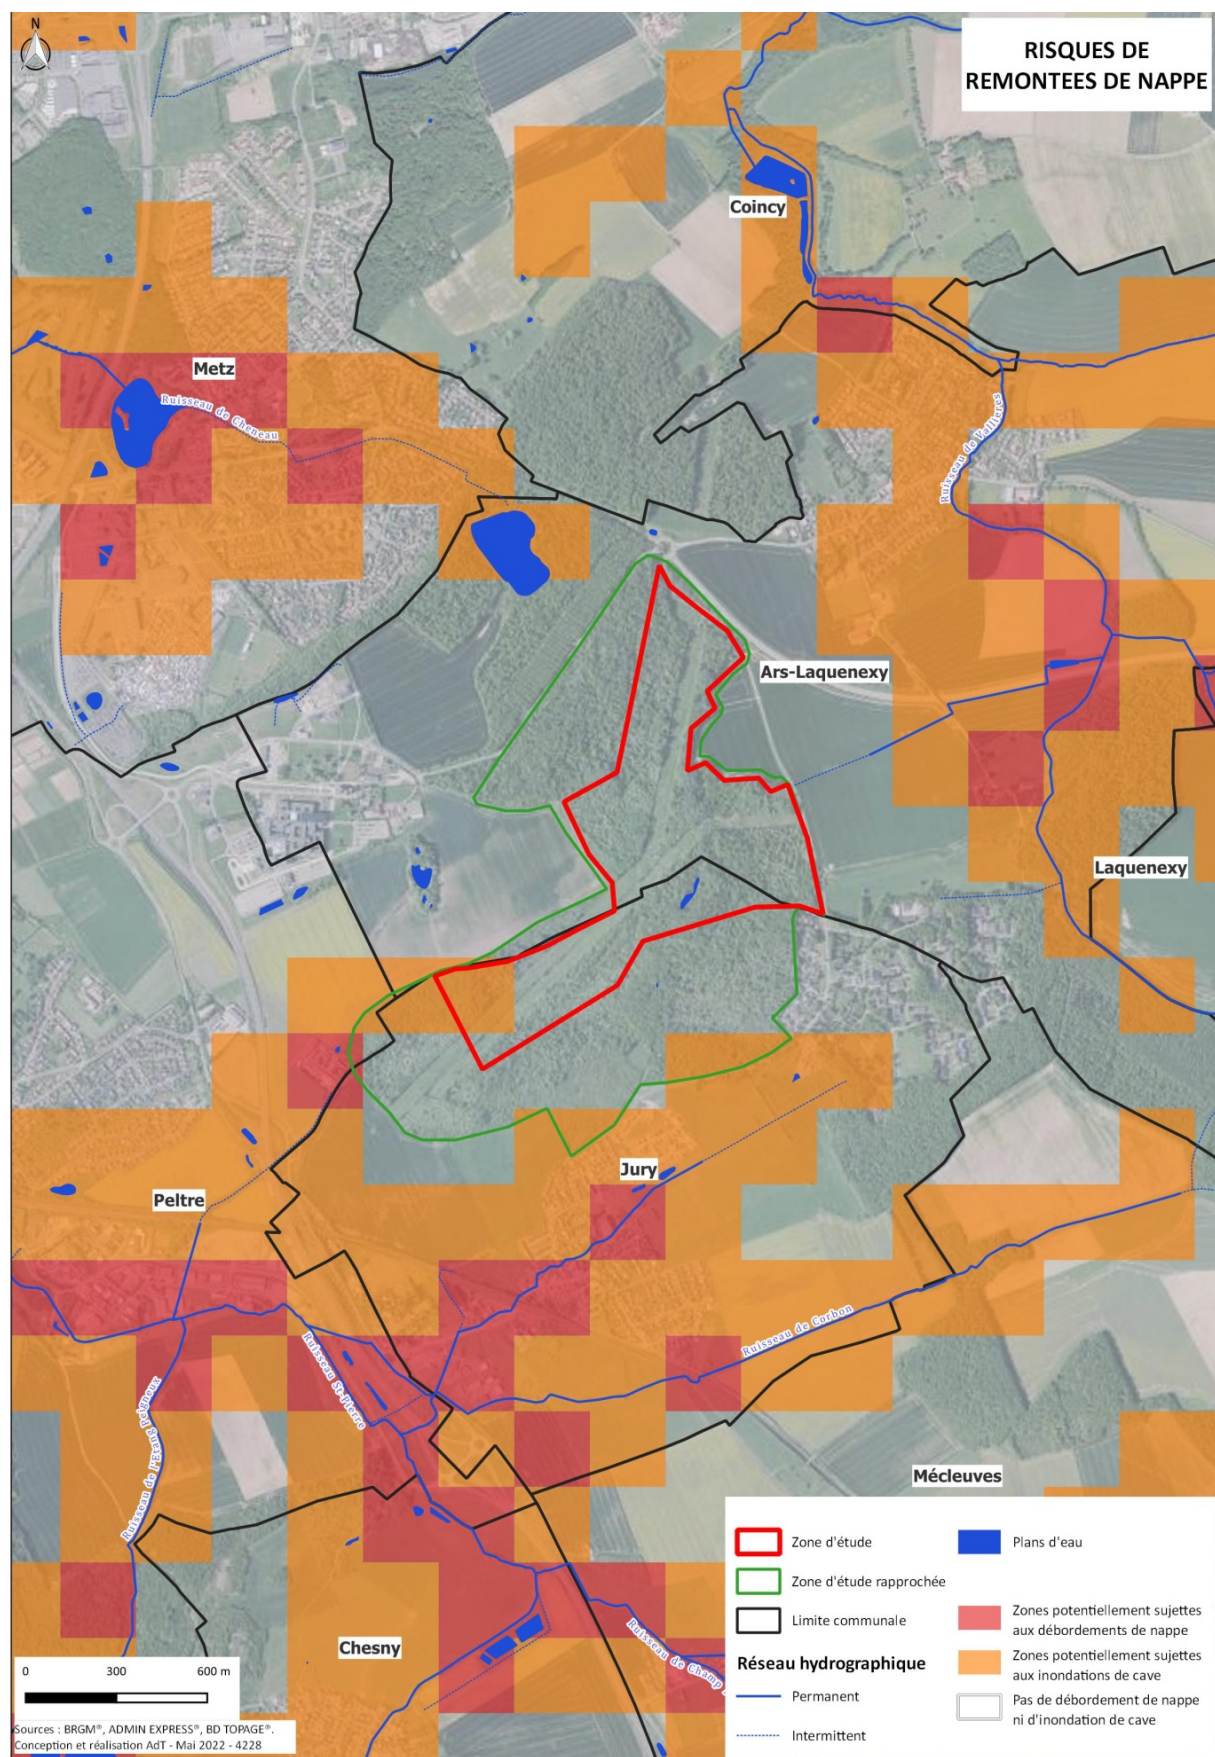 N
RISQUES DE
REMONTEES DE NAPPE
Coincy
Metz
Ruisseau de Cheneau
Ruisseau de Vallières
Ars-Laquenexy
Laquenexy
Jury
Peltre
Ruisseau de Corbon
Ruisseau St-Pierre
Ruisseau de l'Etang Peigneux
Mécleuves
Chesny
Ruisseau de Champ
Zone d'étude
Zone d'étude rapprochée
Limite communale
Réseau hydrographique
Permanent
Intermittent
Plans d'eau
Zones potentiellement sujettes
aux débordements de nappe
Zones potentiellement sujettes
aux inondations de cave
Pas de débordement de nappe
ni d'inondation de cave
0 300 600 m
Sources : BRGM®, ADMIN EXPRESS®, BD TOPAGE®.
Conception et réalisation AdT - Mai 2022 - 4228